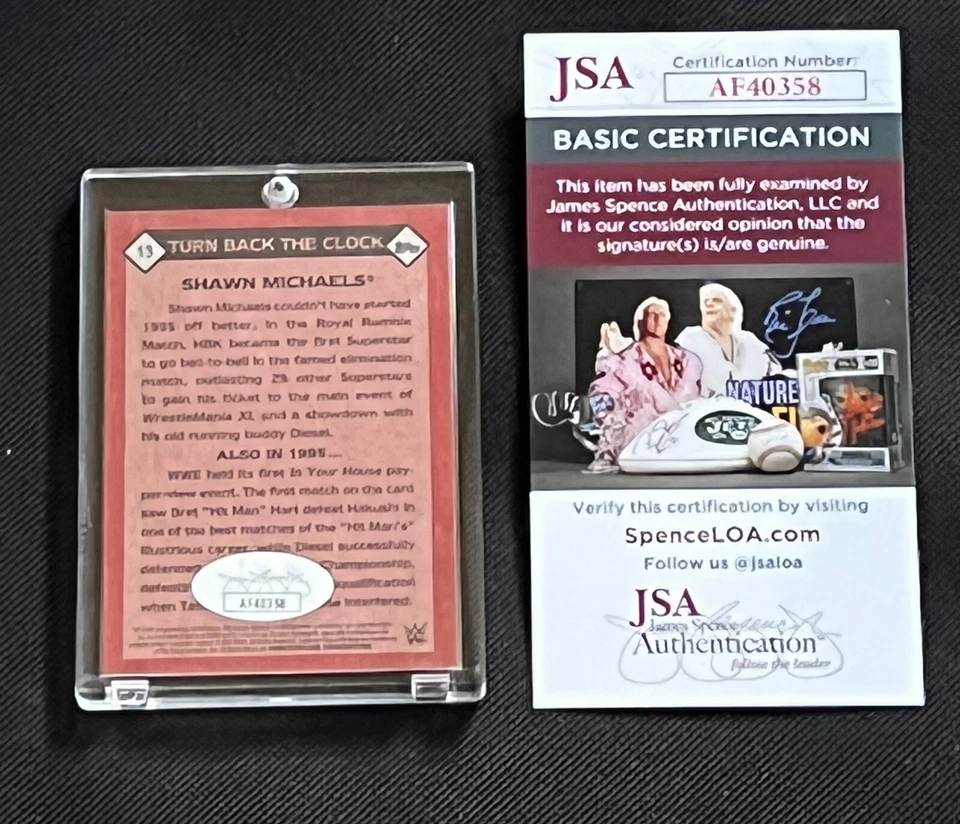 13 TURN BACK THE CLOCK Topps
SHAWN MICHAELS®
Shawn Michaels couldn't have started
1995 off better. In the Royal Rumble
Match, HBK became the first Superstar
to go bell-to-bell in the famed elimination
match, outlasting 29 other Superstars
to gain his ticket to the main event of
WrestleMania XI, and a showdown with
his old running buddy Diesel.
ALSO IN 1995...
WWE held its first In Your House pay-
per-view event. The first match on the card
saw Bret "Hit Man" Hart defeat Hakushi in
one of the best matches of the "Hit Man's"
illustrious career, while Diesel successfully
defended Championship,
disqualification
when interfered.
AF40358
JSA
Certification Number
AF40358
BASIC CERTIFICATION
This item has been fully examined by
James Spence Authentication, LLC and
it is our considered opinion that the
signature(s) is/are genuine.
NATURE
JETS
Verify this certification by visiting
SpenceLOA.com
Follow us @jsaloa
JSA
James Spence
Authentication
follow the leader